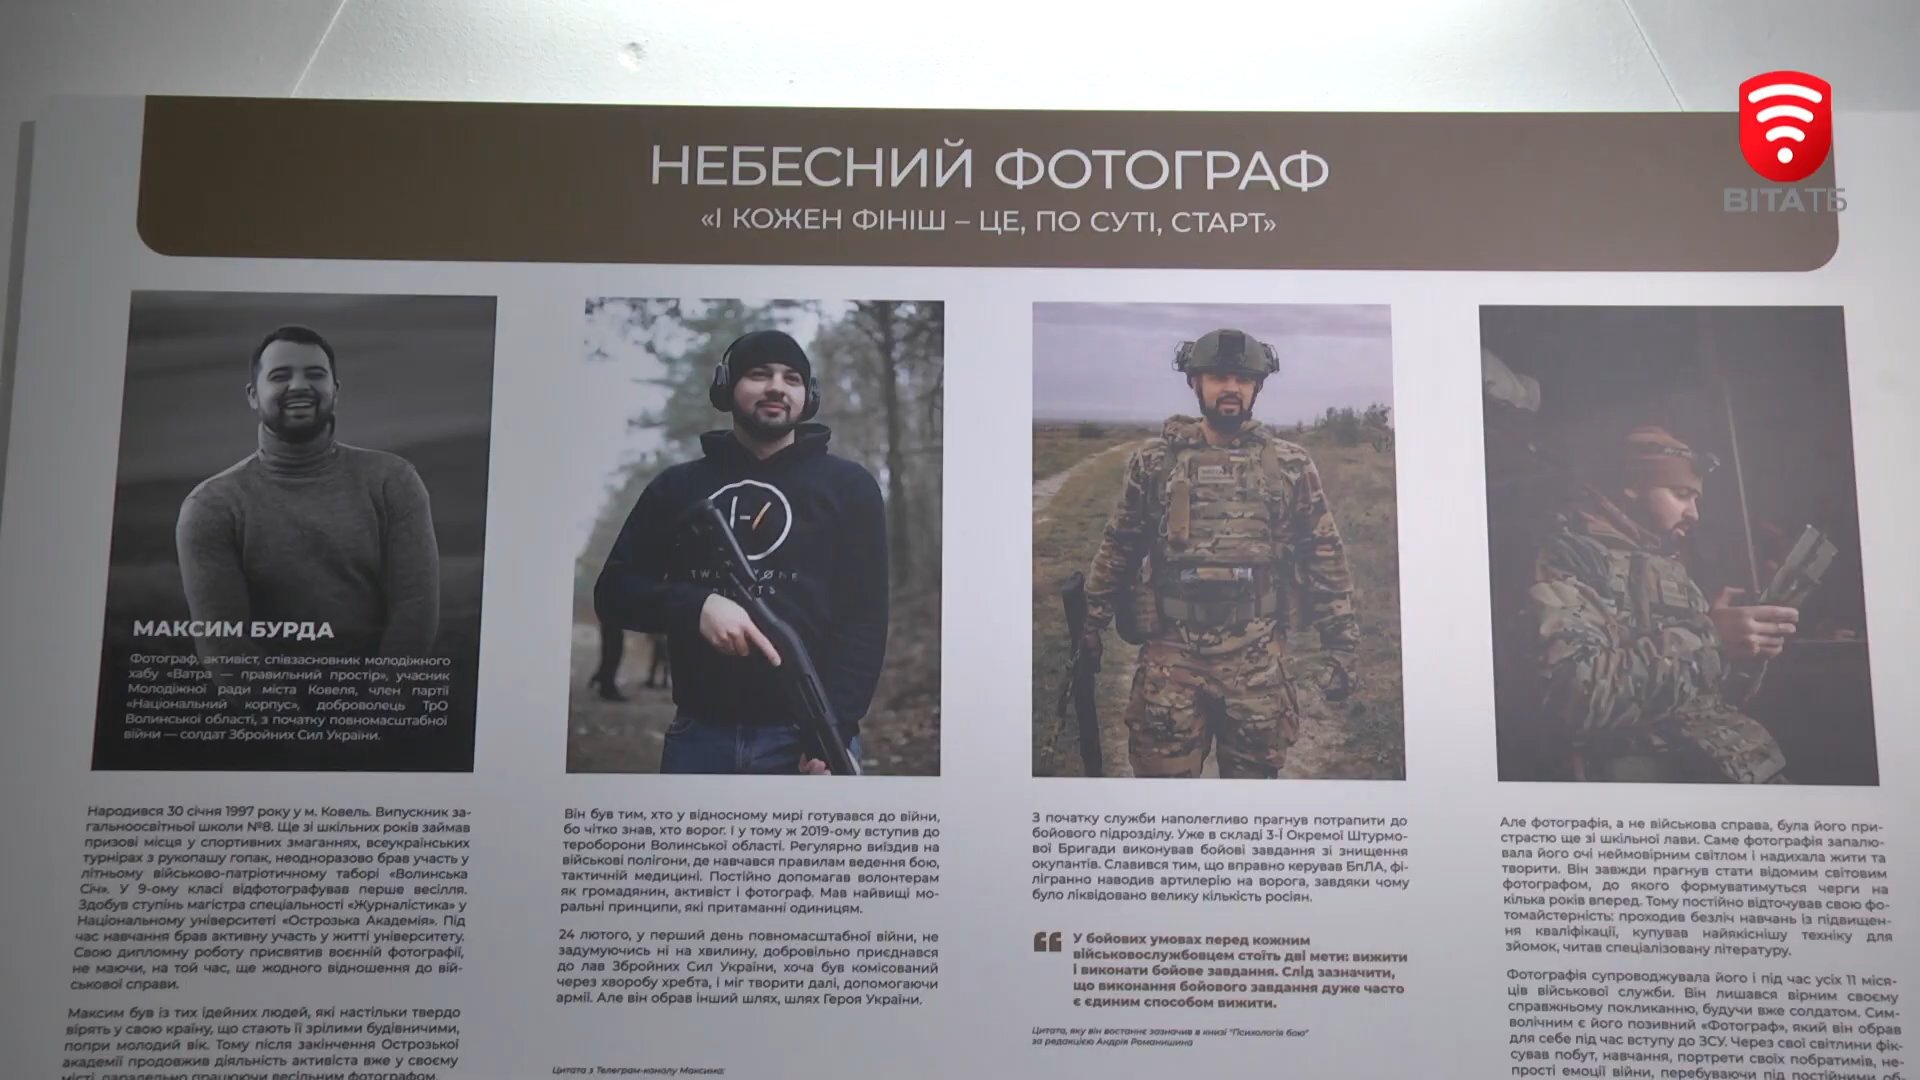 НЕБЕСНИЙ ФОТОГРАФ
«І КОЖЕН ФІНІШ – ЦЕ, ПО СУТІ, СТАРТ»
ВІТАТБ
МАКСИМ БУРДА
Фотограф, активіст, співзасновник молодіжного
хабу «Ватра — правильний простір», учасник
Молодіжної ради міста Ковеля, член партії
«Національний корпус», доброволець ТрО
Волинської області, з початку повномасштабної
війни — солдат Збройних Сил України.
Народився 30 січня 1997 року у м. Ковель. Випускник за-
гальноосвітньої школи №8. Ще зі шкільних років займав
призові місця у спортивних змаганнях, всеукраїнських
турнірах з рукопашу гопак, неодноразово брав участь у
літньому військово-патріотичному таборі «Волинська
Січ». У 9-ому класі відфотографував перше весілля.
Здобув ступінь магістра спеціальності «Журналістика» у
Національному університеті «Острозька Академія». Під
час навчання брав активну участь у житті університету.
Свою дипломну роботу присвятив воєнній фотографії,
не маючи, на той час, ще жодного відношення до вій-
ськової справи.
Максим був із тих ідейних людей, які настільки твердо
вірять у свою країну, що стають її зрілими будівничими,
попри молодий вік. Тому після закінчення Острозької
академії продовжив діяльність активіста вже у своєму
місті, паралельно працюючи весільним фотографом.
Він був тим, хто у відносному мирі готувався до війни,
бо чітко знав, хто ворог. І у тому ж 2019-ому вступив до
тероборони Волинської області. Регулярно виїздив на
військові полігони, де навчався правилам ведення бою,
тактичній медицині. Постійно допомагав волонтерам
як громадянин, активіст і фотограф. Мав найвищі мо-
ральні принципи, які притаманні одиницям.
24 лютого, у перший день повномасштабної війни, не
задумуючись ні на хвилину, добровільно приєднався
до лав Збройних Сил України, хоча був комісований
через хворобу хребта, і міг творити далі, допомагаючи
армії. Але він обрав інший шлях, шлях Героя України.
Цитата з Телеграм-каналу Максима:
З початку служби наполегливо прагнув потрапити до
бойового підрозділу. Уже в складі 3-ї Окремої Штурмо-
вої Бригади виконував бойові завдання зі знищення
окупантів. Славився тим, що вправно керував БпЛА, фі-
лігранно наводив артилерію на ворога, завдяки чому
було ліквідовано велику кількість росіян.
У бойових умовах перед кожним
військовослужбовцем стоїть дві мети: вижити
і виконати бойове завдання. Слід зазначити,
що виконання бойового завдання дуже часто
є єдиним способом вижити.
Цитата, яку він востаннє зазначив в книзі "Психологія бою"
за редакцією Андрія Романишина
Але фотографія, а не військова справа, була його при-
страстю ще зі шкільної лави. Саме фотографія запалю-
вала його очі неймовірним світлом і надихала жити та
творити. Він завжди прагнув стати відомим світовим
фотографом, до якого формуватимуться черги на
кілька років вперед. Тому постійно відточував свою фо-
томайстерність: проходив безліч навчань із підвищен-
ня кваліфікації, купував найякіснішу техніку для
зйомок, читав спеціалізовану літературу.
Фотографія супроводжувала його і під час усіх 11 міся-
ців військової служби. Він лишався вірним своєму
справжньому покликанню, будучи вже солдатом. Сим-
волічним є його позивний «Фотограф», який він обрав
для себе під час вступу до ЗСУ. Через свої світлини фік-
сував побут, навчання, портрети своїх побратимів, не-
прості емоції війни, перебуваючи під постійними об-